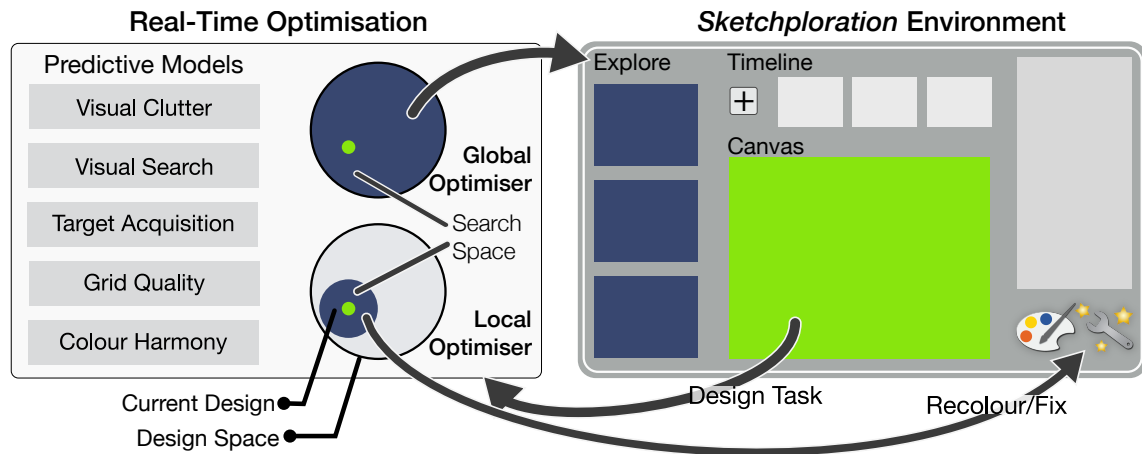 Real-Time Optimisation
Predictive Models
Visual Clutter
Visual Search
Target Acquisition
Grid Quality
Colour Harmony
Global
Optimiser
Search
Space
Local
Optimiser
Current Design
Design Space
Sketchploration Environment
Explore
Timeline
+
Canvas
Design Task
Recolour/Fix